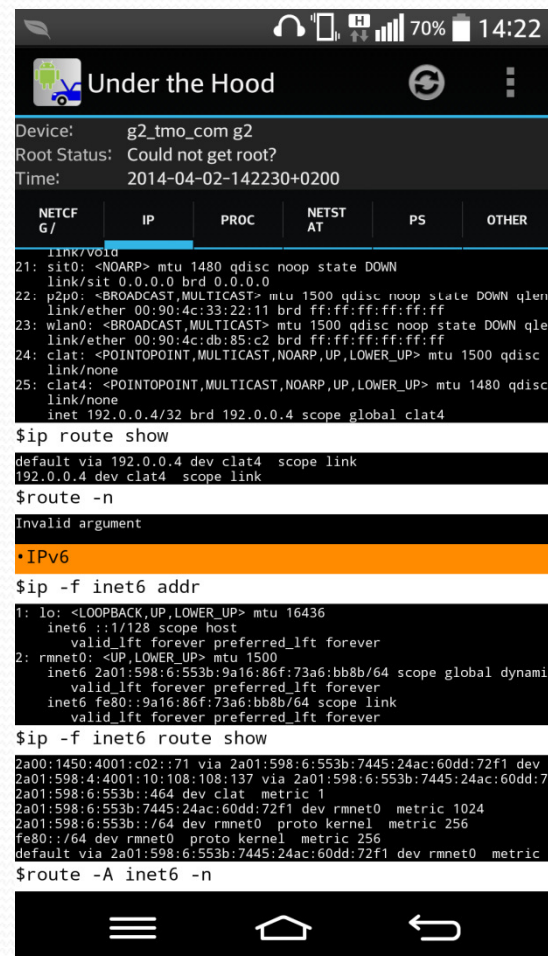 H 70% 14:22
Under the Hood
Device: g2_tmo_com g2
Root Status: Could not get root?
Time: 2014-04-02-142230+0200
NETCF
G/ IP PROC NETST
AT PS OTHER
link/void
21: sit0: <NOARP> mtu 1480 qdisc noop state DOWN
link/sit 0.0.0.0 brd 0.0.0.0
22: p2p0: <BROADCAST,MULTICAST> mtu 1500 qdisc noop state DOWN qlen
link/ether 00:90:4c:33:22:11 brd ff:ff:ff:ff:ff:ff
23: wlan0: <BROADCAST,MULTICAST> mtu 1500 qdisc noop state DOWN qle
link/ether 00:90:4c:db:85:c2 brd ff:ff:ff:ff:ff:ff
24: clat: <POINTOPOINT,MULTICAST,NOARP,UP,LOWER_UP> mtu 1500 qdisc
link/none
25: clat4: <POINTOPOINT,MULTICAST,NOARP,UP,LOWER_UP> mtu 1480 qdisc
link/none
inet 192.0.0.4/32 brd 192.0.0.4 scope global clat4
$ip route show
default via 192.0.0.4 dev clat4 scope link
192.0.0.4 dev clat4 scope link
$route -n
Invalid argument
•IPv6
$ip -f inet6 addr
1: lo: <LOOPBACK,UP,LOWER_UP> mtu 16436
inet6 ::1/128 scope host
valid_lft forever preferred_lft forever
2: rmnet0: <UP,LOWER_UP> mtu 1500
inet6 2a01:598:6:553b:9a16:86f:73a6:bb8b/64 scope global dynami
valid_lft forever preferred_lft forever
inet6 fe80::9a16:86f:73a6:bb8b/64 scope link
valid_lft forever preferred_lft forever
$ip -f inet6 route show
2a00:1450:4001:c02::71 via 2a01:598:6:553b:7445:24ac:60dd:72f1 dev
2a01:598:4:4001:10:108:108:137 via 2a01:598:6:553b:7445:24ac:60dd:7
2a01:598:6:553b::464 dev clat metric 1
2a01:598:6:553b:7445:24ac:60dd:72f1 dev rmnet0 metric 1024
2a01:598:6:553b::/64 dev rmnet0 proto kernel metric 256
fe80::/64 dev rmnet0 proto kernel metric 256
default via 2a01:598:6:553b:7445:24ac:60dd:72f1 dev rmnet0 metric
$route -A inet6 -n